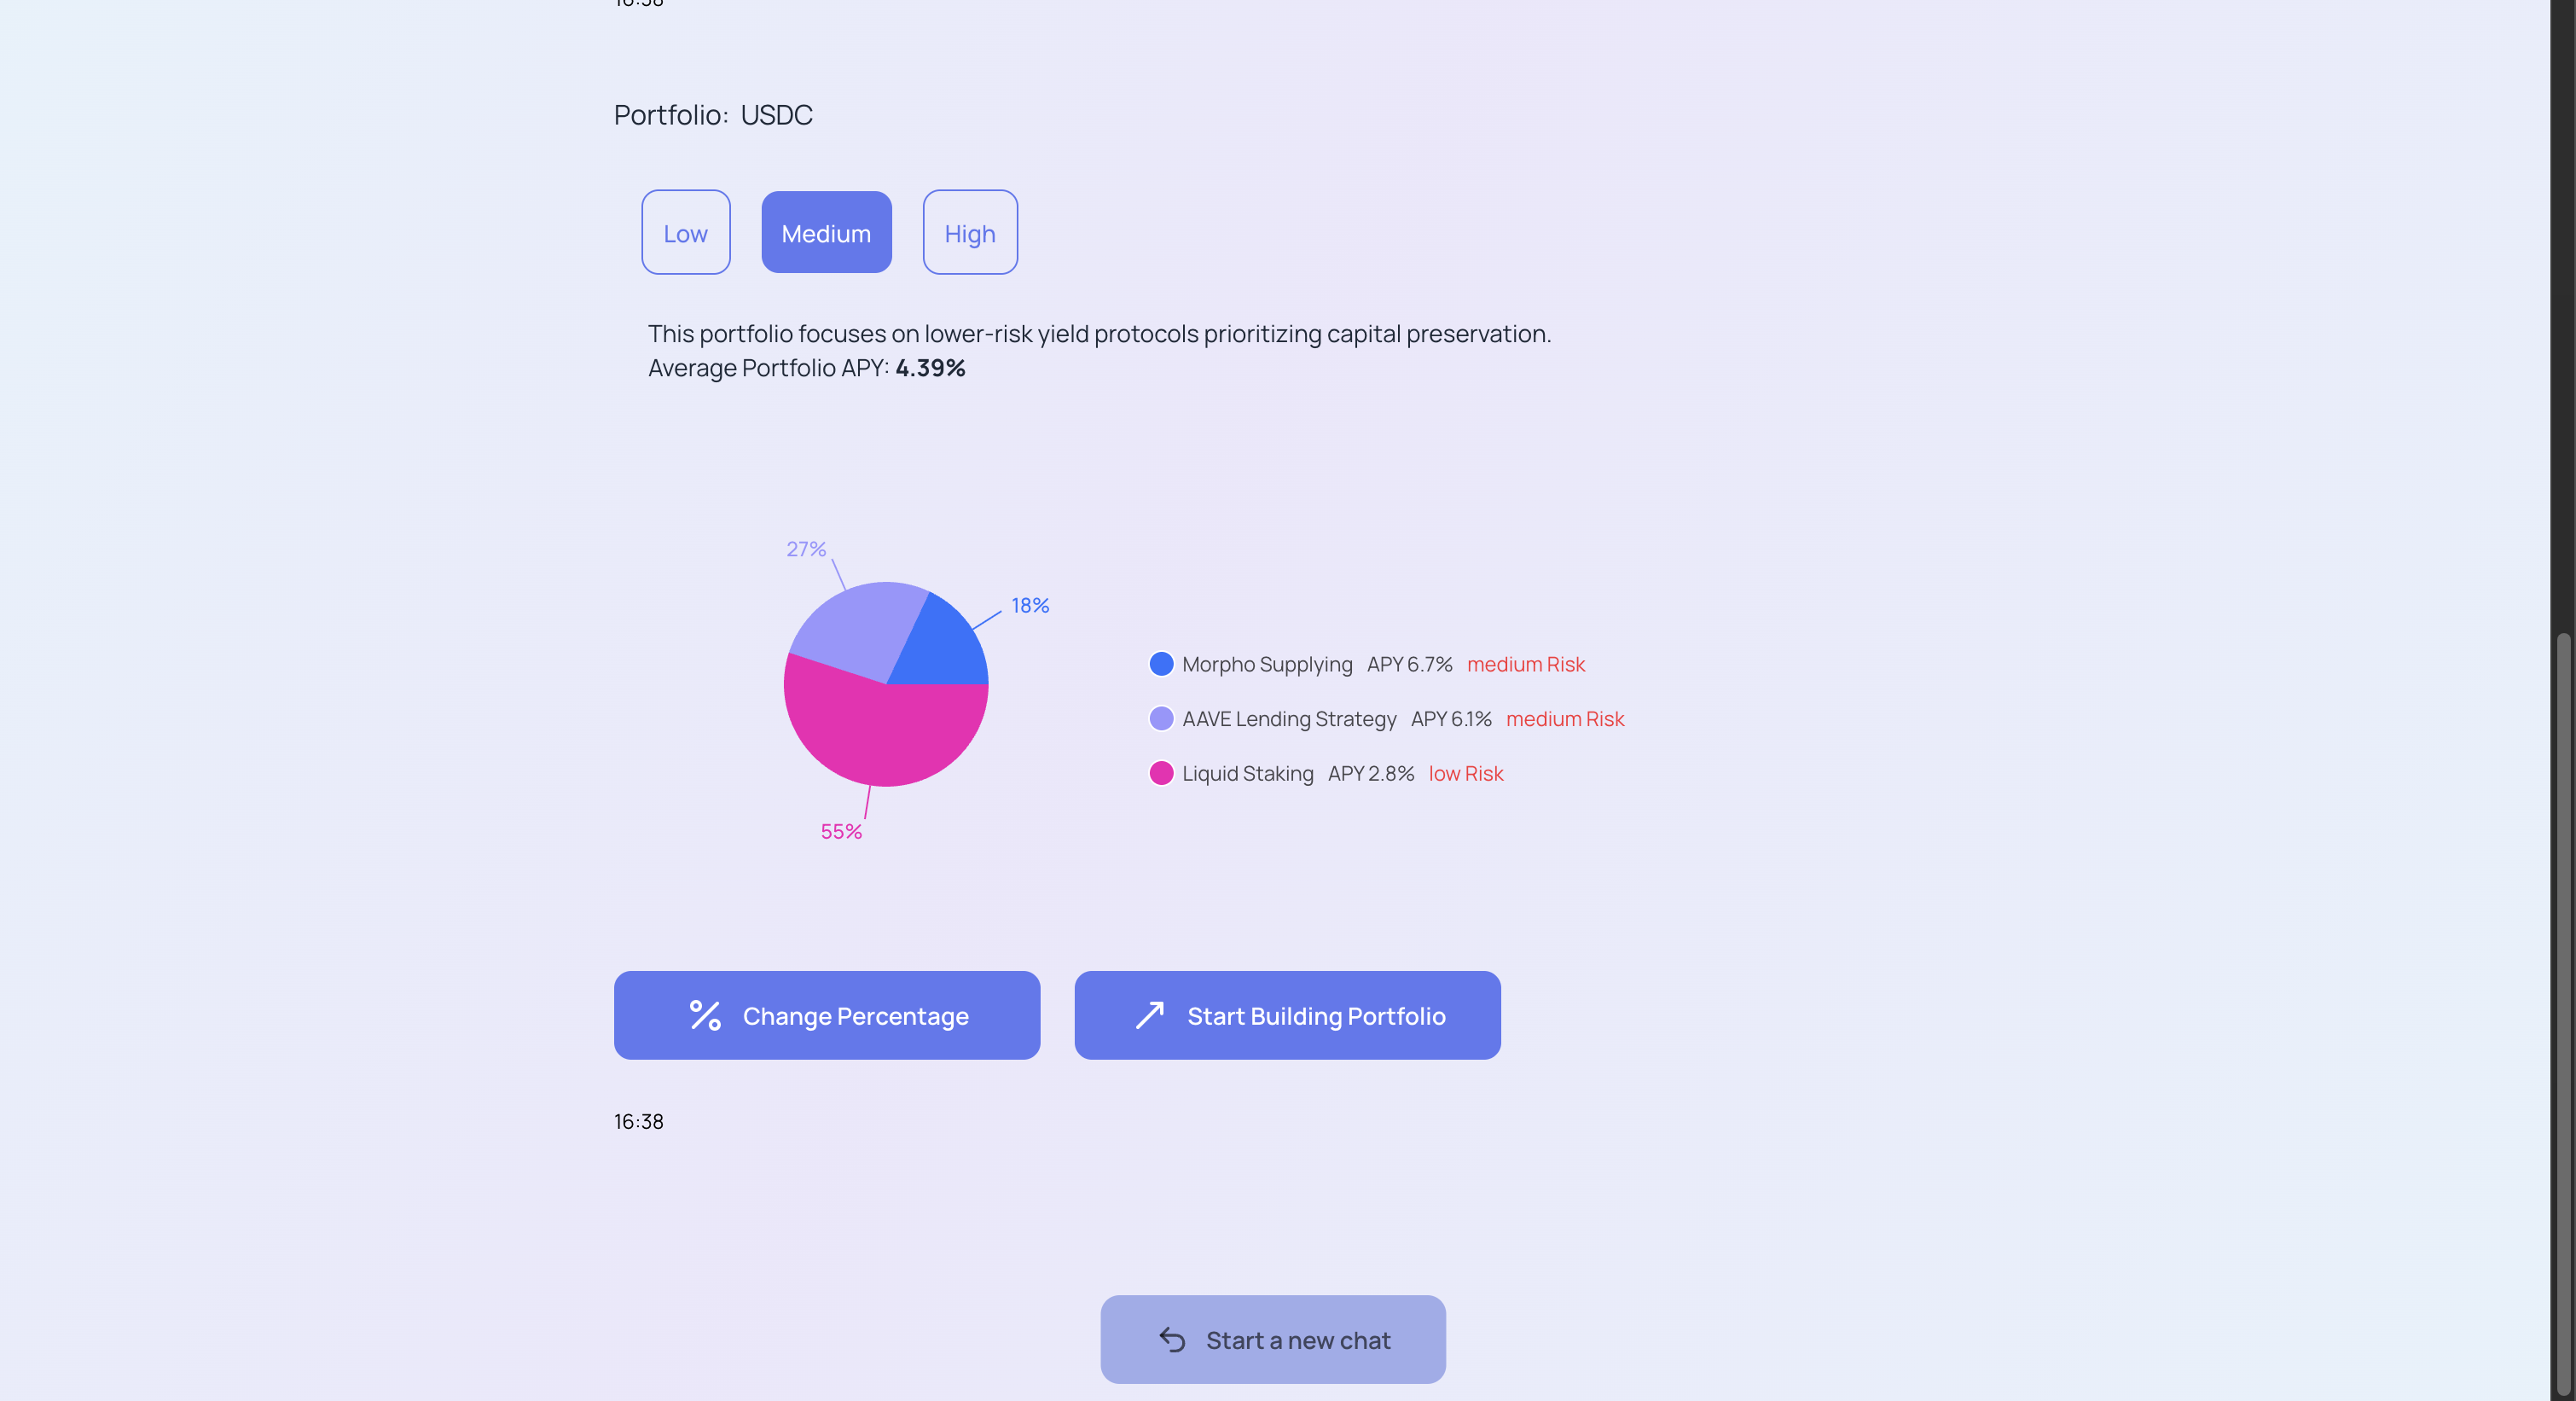 16:38
Portfolio: USDC
Low
Medium
High
This portfolio focuses on lower-risk yield protocols prioritizing capital preservation.
Average Portfolio APY: 4.39%
27%
18%
55%
Morpho Supplying APY 6.7% medium Risk
AAVE Lending Strategy APY 6.1% medium Risk
Liquid Staking APY 2.8% low Risk
Change Percentage
Start Building Portfolio
16:38
Start a new chat